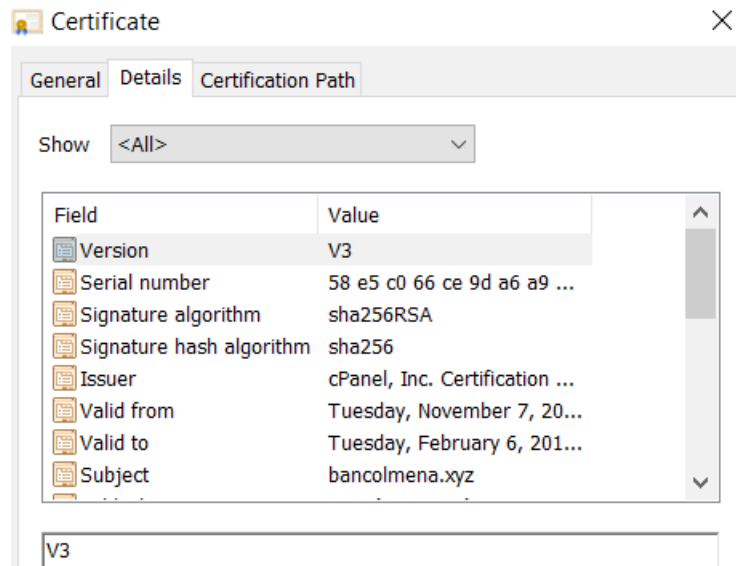 Certificate
General Details Certification Path
Show <All>
Field Value
Version V3
Serial number 58 e5 c0 66 ce 9d a6 a9 ...
Signature algorithm sha256RSA
Signature hash algorithm sha256
Issuer cPanel, Inc. Certification ...
Valid from Tuesday, November 7, 20...
Valid to Tuesday, February 6, 201...
Subject bancolmena.xyz
V3